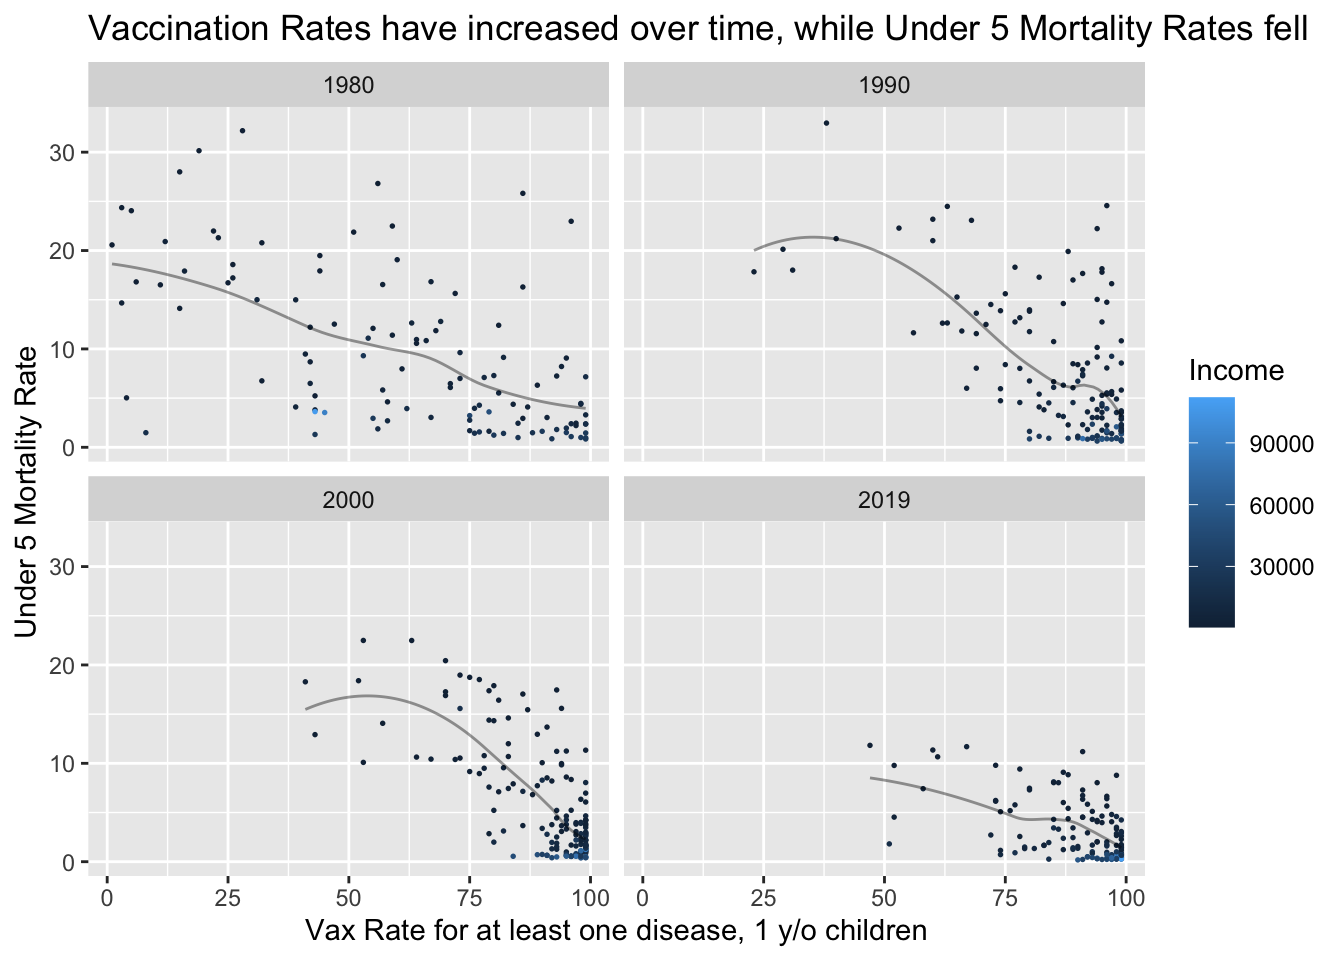 Vaccination Rates have increased over time, while Under 5 Mortality Rates fell
1980
1990
30
20
10
0
2000
2019
30
20
10
0
0 25 50 75 100
0 25 50 75 100
Under 5 Mortality Rate
Vax Rate for at least one disease, 1 y/o children
Income
90000
60000
30000